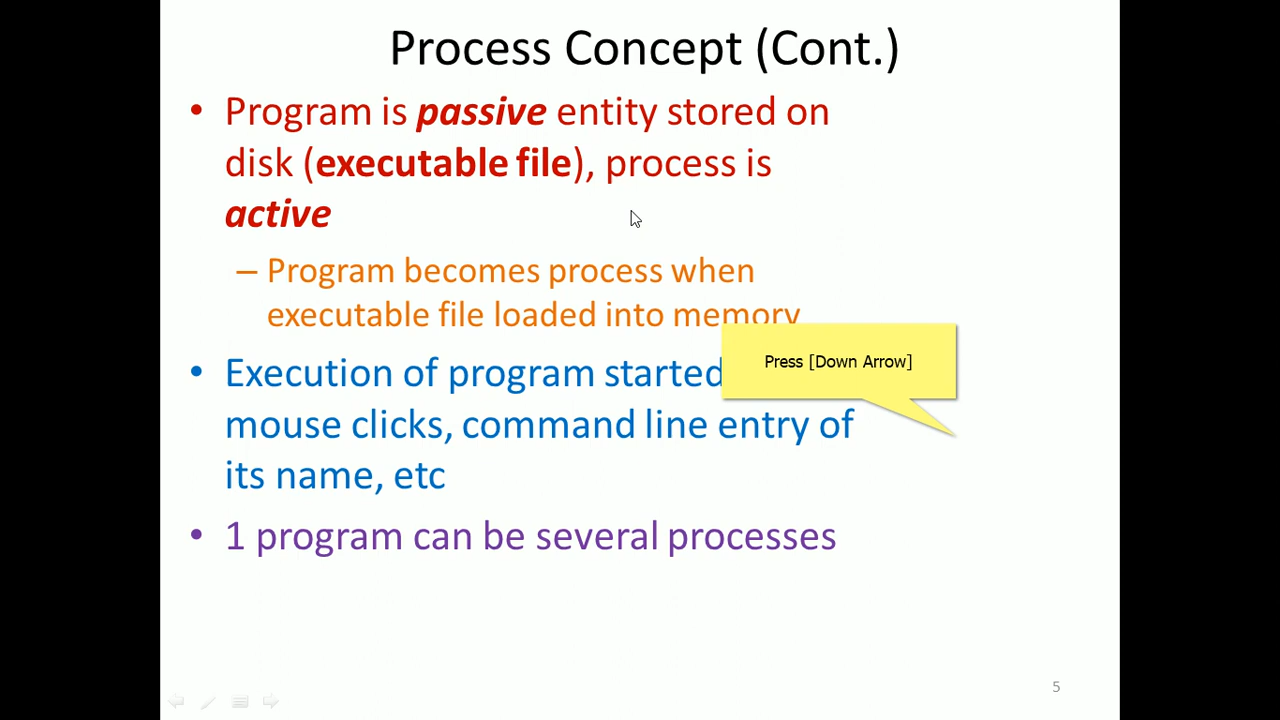 Process Concept (Cont.)
• Program is passive entity stored on
disk (executable file), process is
active
– Program becomes process when
executable file loaded into memory
• Execution of program started
Press [Down Arrow]
mouse clicks, command line entry of
its name, etc
• 1 program can be several processes
5